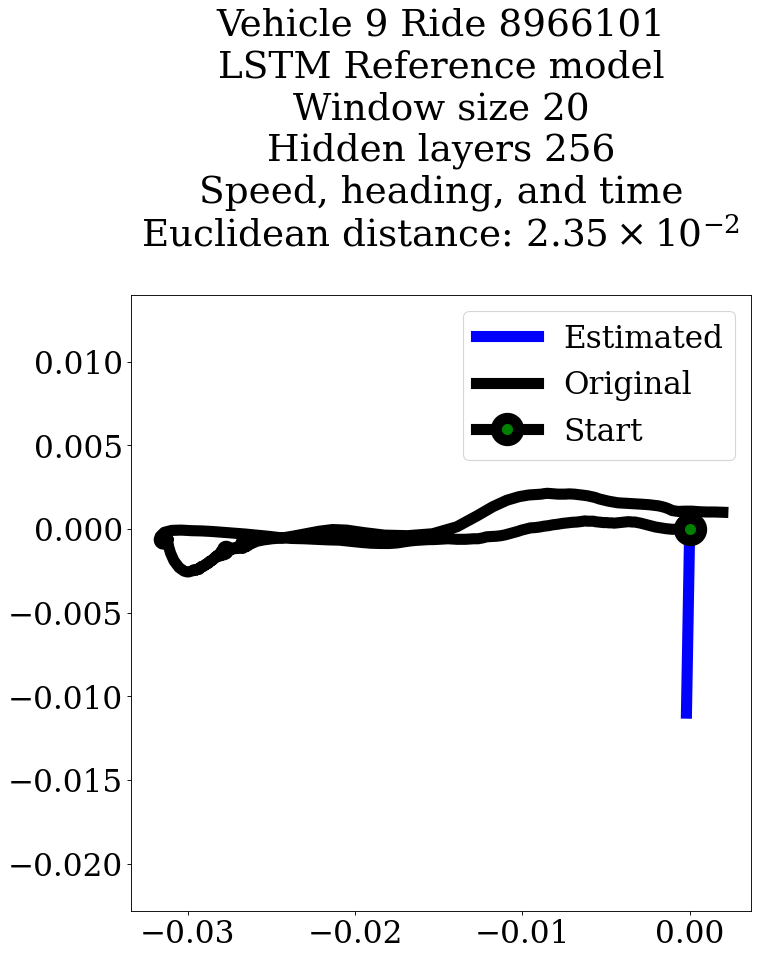 Vehicle 9 Ride 8966101
LSTM Reference model
Window size 20
Hidden layers 256
Speed, heading, and time
Euclidean distance: 2.35 × 10⁻²
Estimated
Original
Start
0.010
0.005
0.000
−0.005
−0.010
−0.015
−0.020
−0.03 −0.02 −0.01 0.00